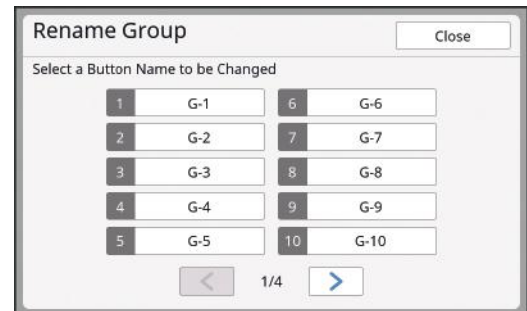 Rename Group
Close
Select a Button Name to be Changed
1 G-1 6 G-6
2 G-2 7 G-7
3 G-3 8 G-8
4 G-4 9 G-9
5 G-5 10 G-10
< 1/4 >